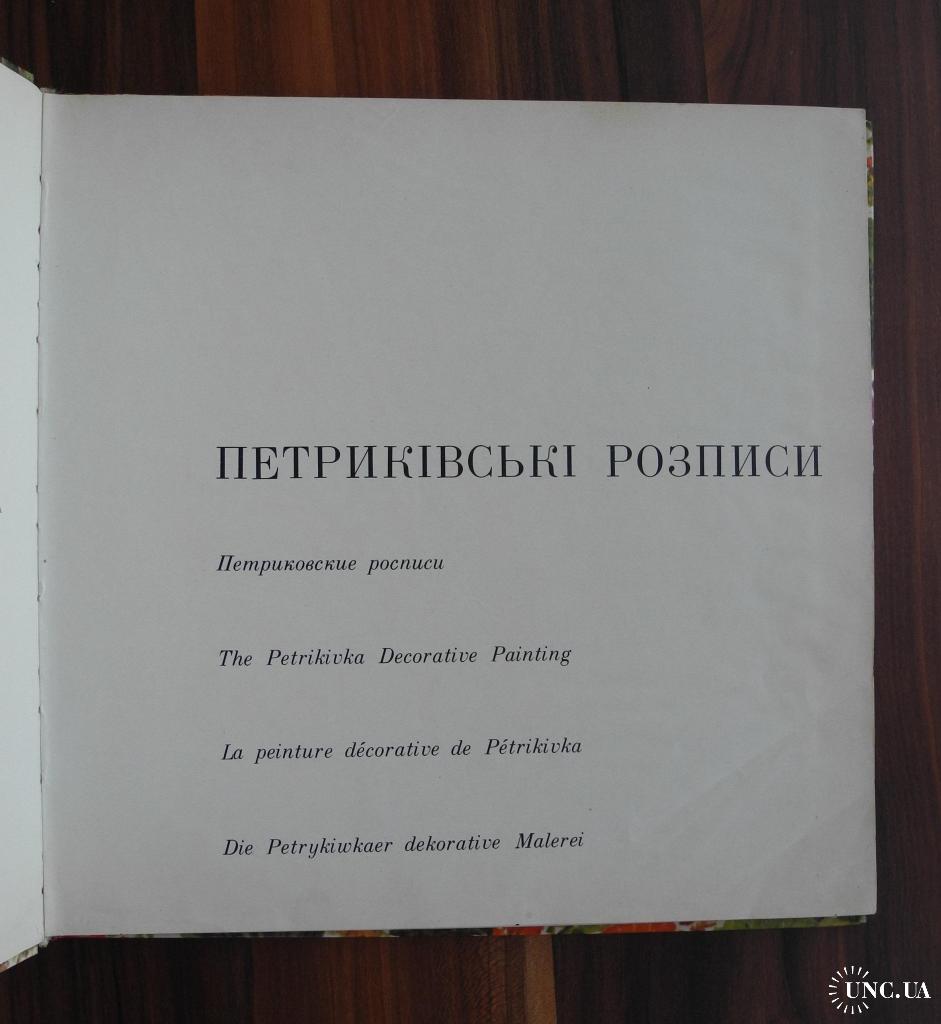 ПЕТРИКІВСЬКІ РОЗПИСИ
Петриковские росписи
The Petrikivka Decorative Painting
La peinture décorative de Pétrikivka
Die Petrykiwkaer dekorative Malerei
UNC.UA